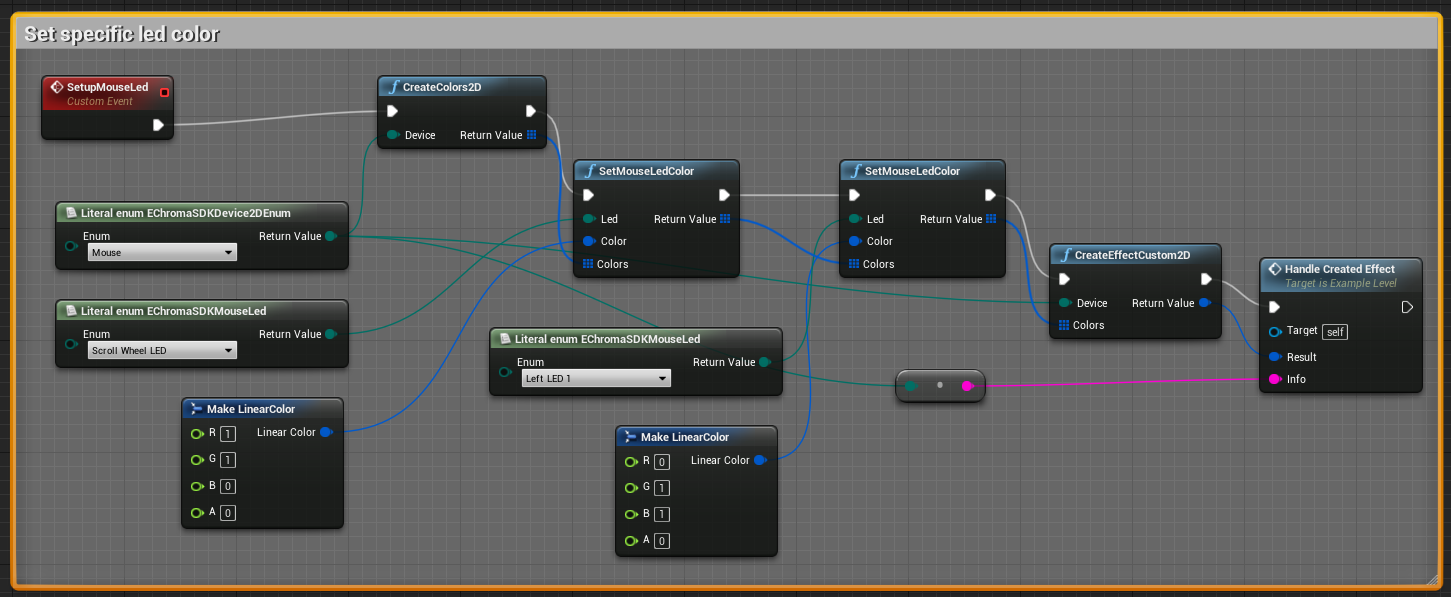 Set specific led color
SetupMouseLed
Custom Event
CreateColors2D
Device
Return Value
Literal enum EChromaSDKDevice2DEnum
Enum
Return Value
Mouse
Literal enum EChromaSDKMouseLed
Enum
Return Value
Scroll Wheel LED
Make LinearColor
R 1
Linear Color
G 1
B 0
A 0
SetMouseLedColor
Led
Return Value
Color
Colors
Literal enum EChromaSDKMouseLed
Enum
Return Value
Left LED 1
Make LinearColor
R 0
Linear Color
G 1
B 1
A 0
SetMouseLedColor
Led
Return Value
Color
Colors
CreateEffectCustom2D
Device
Return Value
Colors
Handle Created Effect
Target is Example Level
Target self
Result
Info